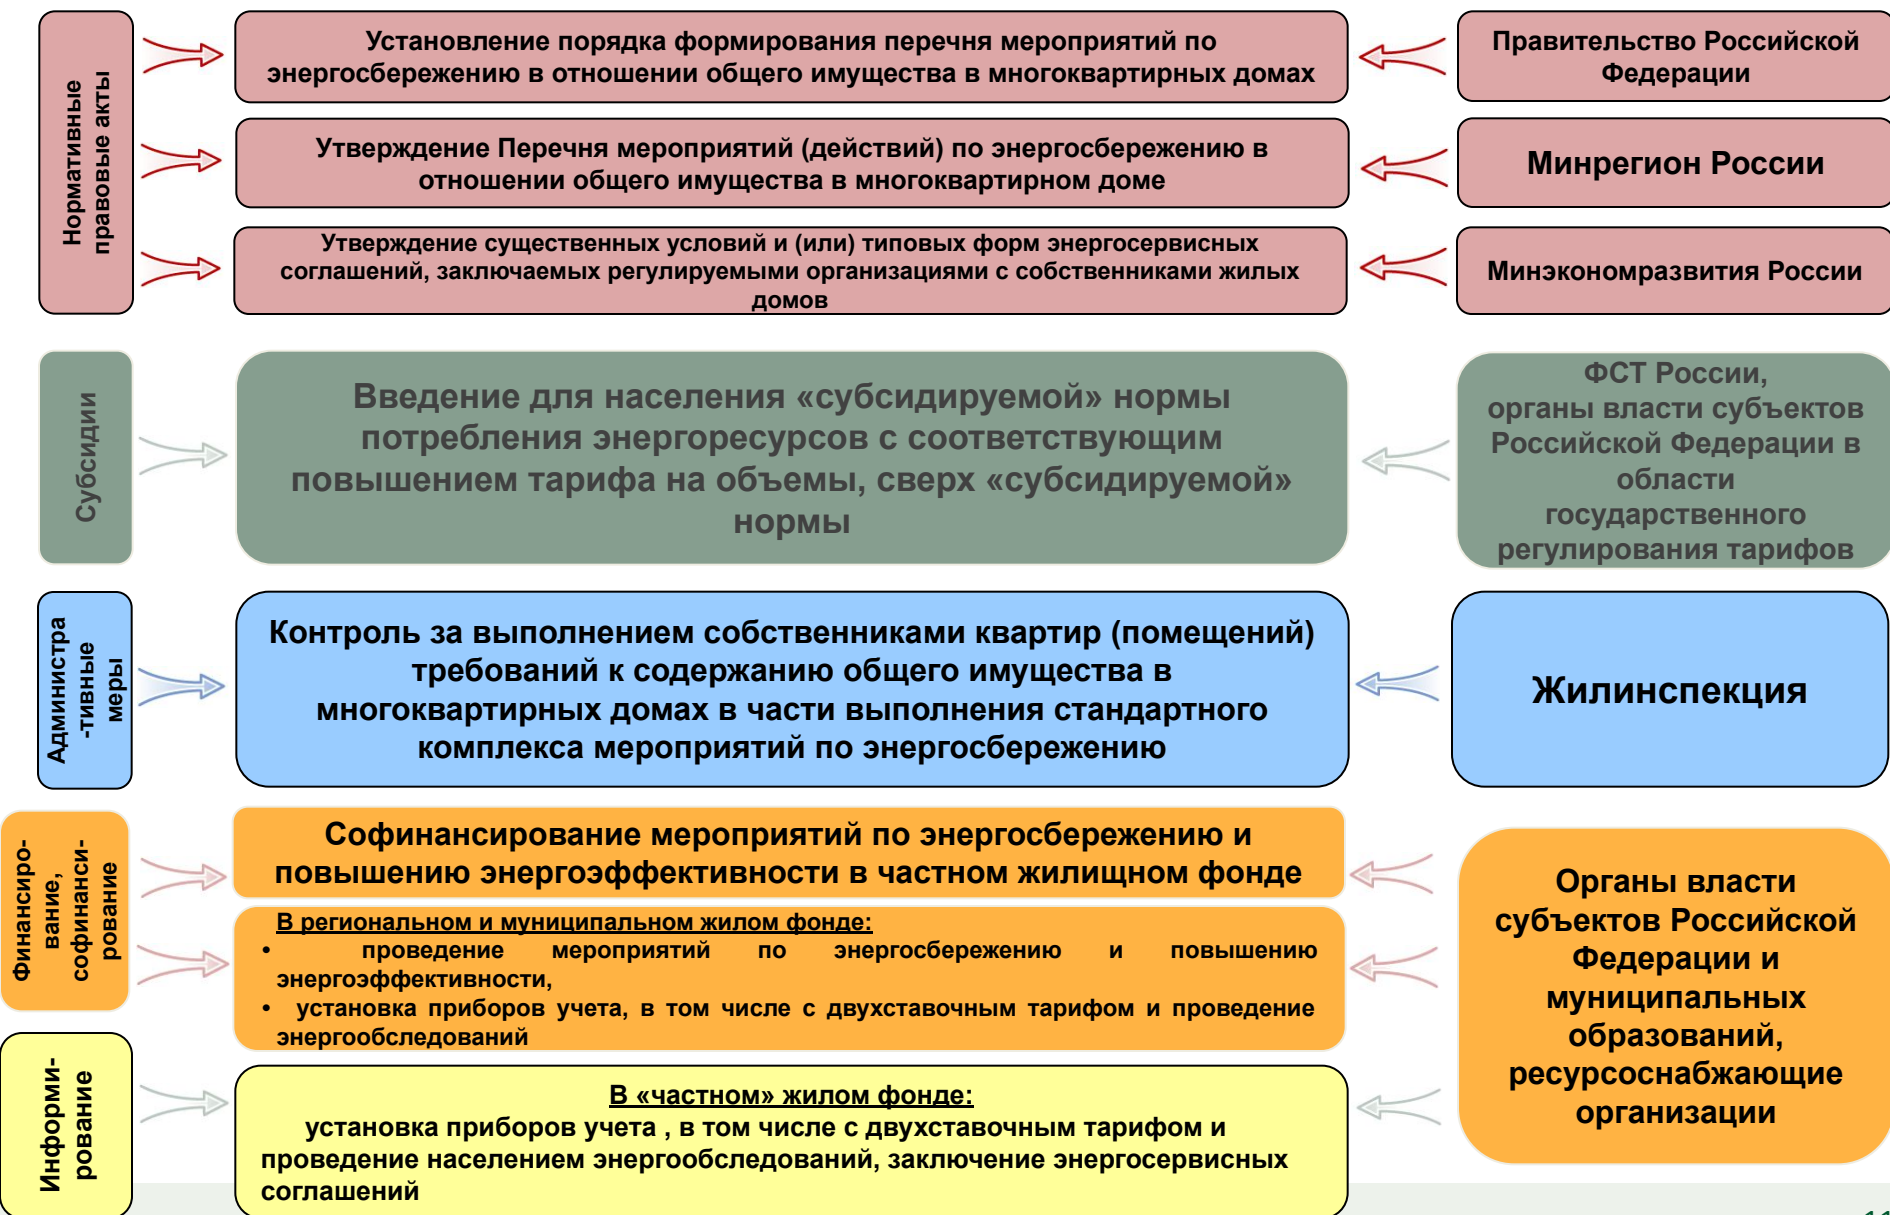 Нормативные
правовые акты
Установление порядка формирования перечня мероприятий по
энергосбережению в отношении общего имущества в многоквартирных домах
Правительство Российской
Федерации
Утверждение Перечня мероприятий (действий) по энергосбережению в
отношении общего имущества в многоквартирном доме
Минрегион России
Утверждение существенных условий и (или) типовых форм энергосервисных
соглашений, заключаемых регулируемыми организациями с собственниками жилых
домов
Минэкономразвития России
Субсидии
Введение для населения «субсидируемой» нормы
потребления энергоресурсов с соответствующим
повышением тарифа на объемы, сверх «субсидируемой»
нормы
ФСТ России,
органы власти субъектов
Российской Федерации в
области
государственного
регулирования тарифов
Администра
-тивные
меры
Контроль за выполнением собственниками квартир (помещений)
требований к содержанию общего имущества в
многоквартирных домах в части выполнения стандартного
комплекса мероприятий по энергосбережению
Жилинспекция
Финансиро-
вание,
софинанси-
рование
Софинансирование мероприятий по энергосбережению и
повышению энергоэффективности в частном жилищном фонде
В региональном и муниципальном жилом фонде:
• проведение мероприятий по энергосбережению и повышению
энергоэффективности,
• установка приборов учета, в том числе с двухставочным тарифом и проведение
энергообследований
Органы власти
субъектов Российской
Федерации и
муниципальных
образований,
ресурсоснабжающие
организации
Информи-
рование
В «частном» жилом фонде:
установка приборов учета , в том числе с двухставочным тарифом и
проведение населением энергообследований, заключение энергосервисных
соглашений